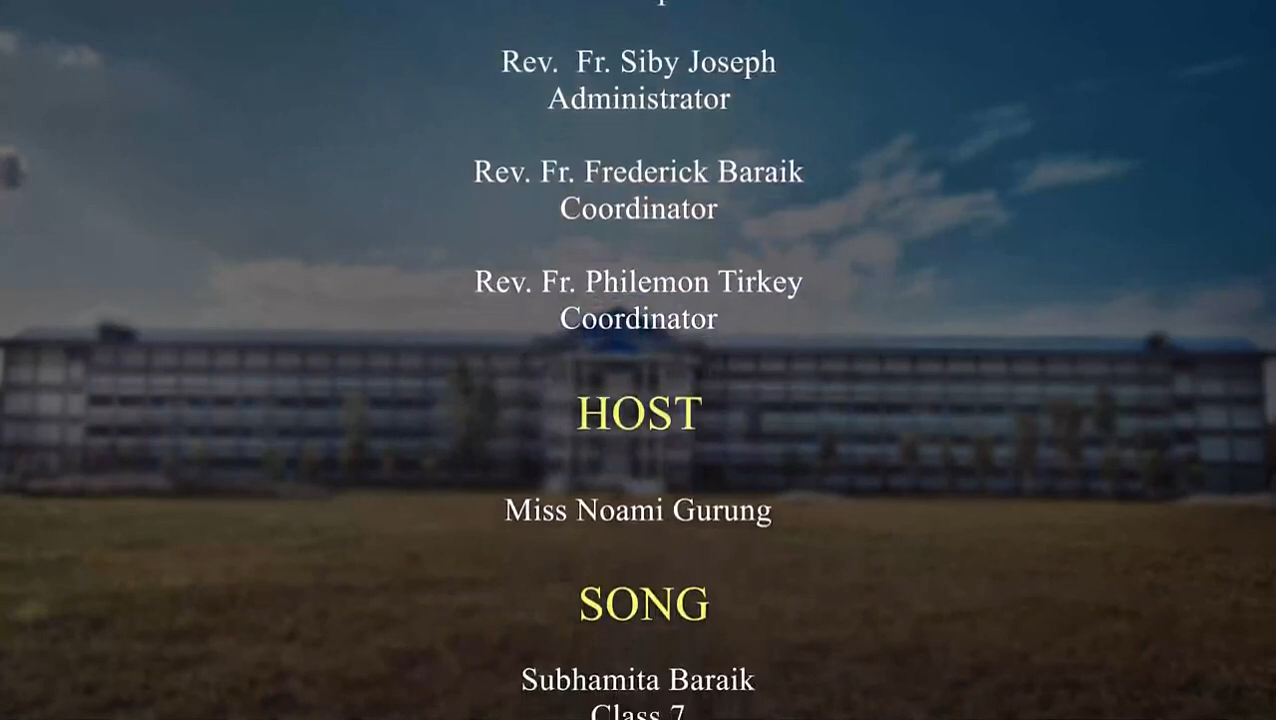 Rev. Fr. Siby Joseph
Administrator
Rev. Fr. Frederick Baraik
Coordinator
Rev. Fr. Philemon Tirkey
Coordinator
HOST
Miss Noami Gurung
SONG
Subhamita Baraik
Class 7